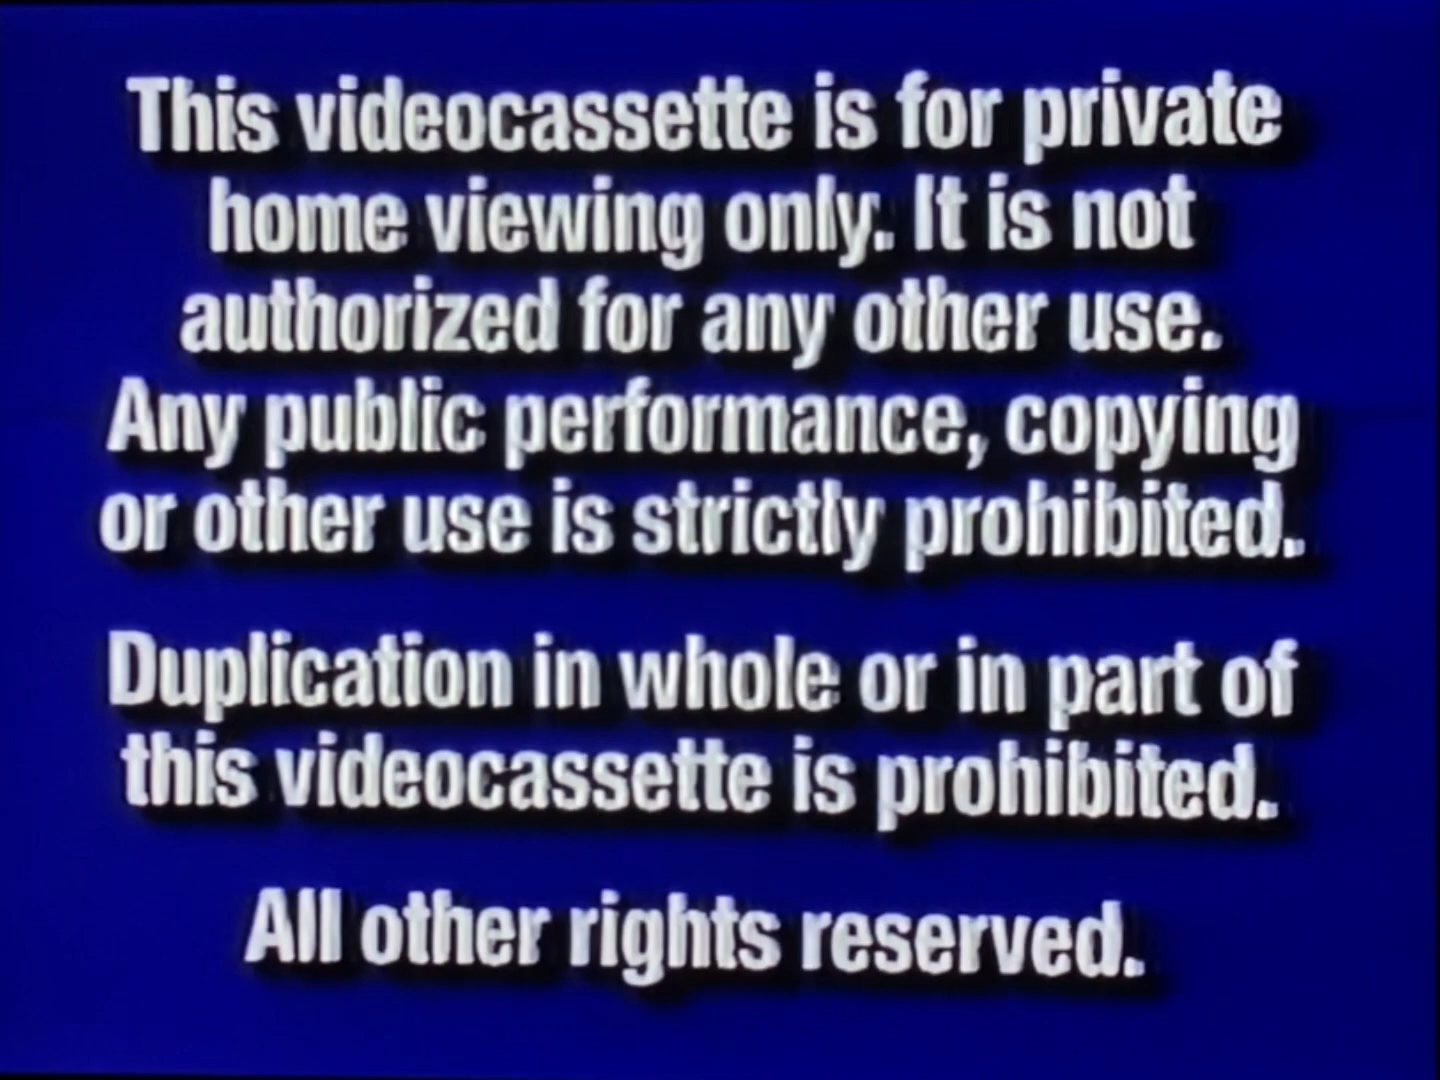 This videocassette is for private
home viewing only. It is not
authorized for any other use.
Any public performance, copying
or other use is strictly prohibited.
Duplication in whole or in part of
this videocassette is prohibited.
All other rights reserved.